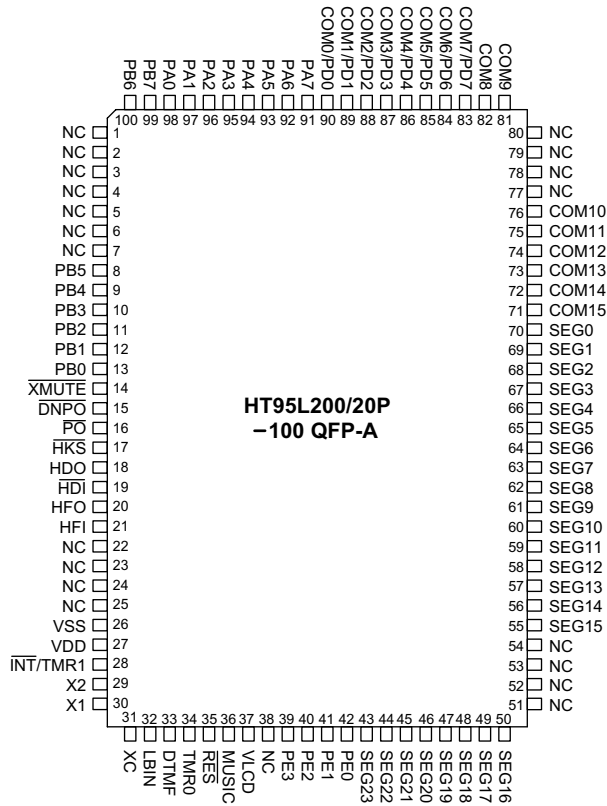 PB6 PB7 PA0 PA1 PA2 PA3 PA4 PA5 PA6 PA7 COM0/PD0 COM1/PD1 COM2/PD2 COM3/PD3 COM4/PD4 COM5/PD5 COM6/PD6 COM7/PD7 COM8 COM9
100 99 98 97 96 95 94 93 92 91 90 89 88 87 86 85 84 83 82 81
NC 1 80 NC
NC 2 79 NC
NC 3 78 NC
NC 4 77 NC
NC 5 76 COM10
NC 6 75 COM11
NC 7 74 COM12
PB5 8 73 COM13
PB4 9 72 COM14
PB3 10 71 COM15
PB2 11 70 SEG0
PB1 12 69 SEG1
PB0 13 68 SEG2
XMUTE 14 67 SEG3
DNPO 15 66 SEG4
PO 16 65 SEG5
HKS 17 64 SEG6
HDO 18 63 SEG7
HDI 19 62 SEG8
HFO 20 61 SEG9
HFI 21 60 SEG10
NC 22 59 SEG11
NC 23 58 SEG12
NC 24 57 SEG13
NC 25 56 SEG14
VSS 26 55 SEG15
VDD 27 54 NC
INT/TMR1 28 53 NC
X2 29 52 NC
X1 30 51 NC
HT95L200/20P
−100 QFP-A
31 32 33 34 35 36 37 38 39 40 41 42 43 44 45 46 47 48 49 50
XC LBIN DTMF TMR0 RES MUSIC VLCD NC PE3 PE2 PE1 PE0 SEG23 SEG22 SEG21 SEG20 SEG19 SEG18 SEG17 SEG16